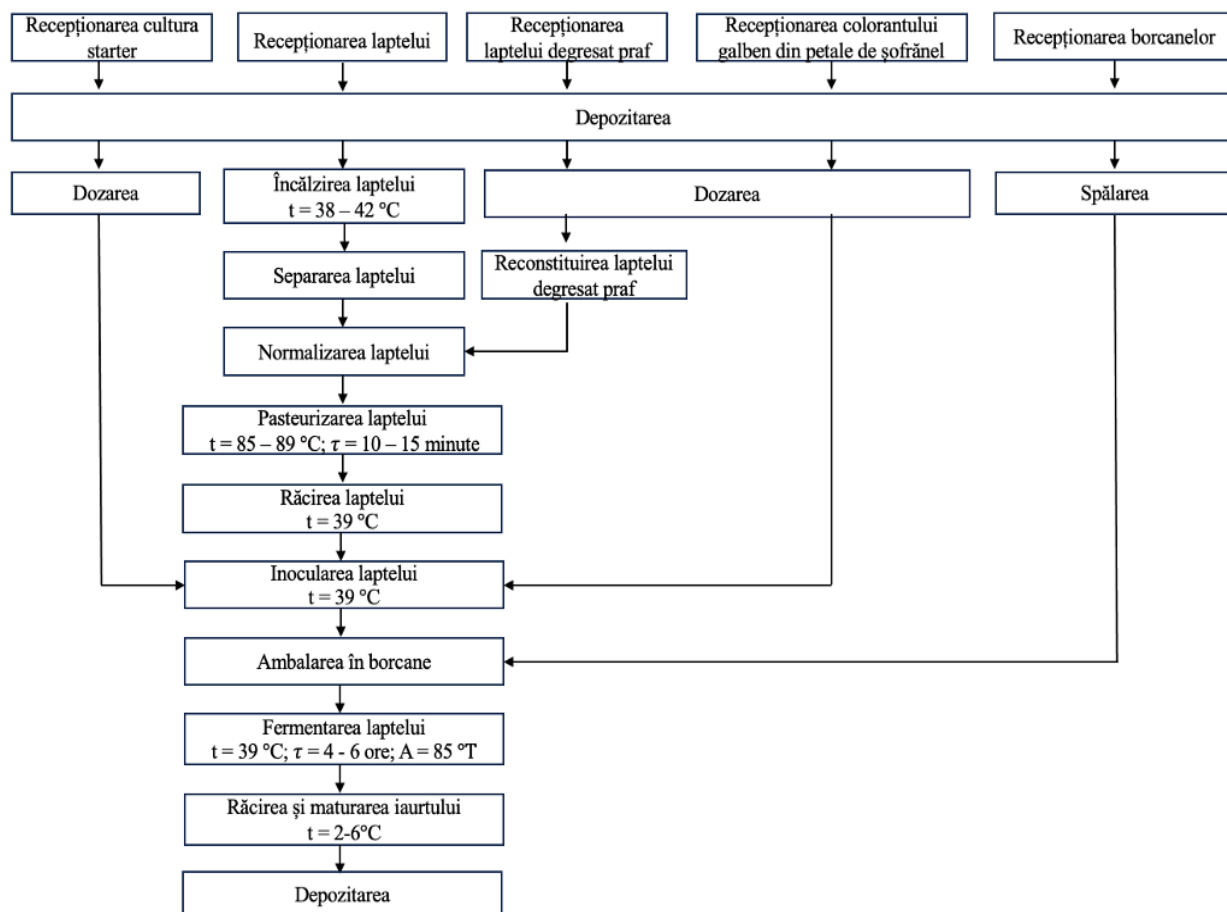 Recepționarea cultura
starter
Recepționarea laptelui
Recepționarea
laptelui degresat praf
Recepționarea colorantului
galben din petale de șofrănel
Recepționarea borcanelor
Depozitarea
Dozarea
Încălzirea laptelui
t = 38 – 42 °C
Dozarea
Spălarea
Separarea laptelui
Reconstituirea laptelui
degresat praf
Normalizarea laptelui
Pasteurizarea laptelui
t = 85 – 89 °C; τ = 10 – 15 minute
Răcirea laptelui
t = 39 °C
Inocularea laptelui
t = 39 °C
Ambalarea în borcane
Fermentarea laptelui
t = 39 °C; τ = 4 - 6 ore; A = 85 °T
Răcirea și maturarea iaurtului
t = 2-6°C
Depozitarea